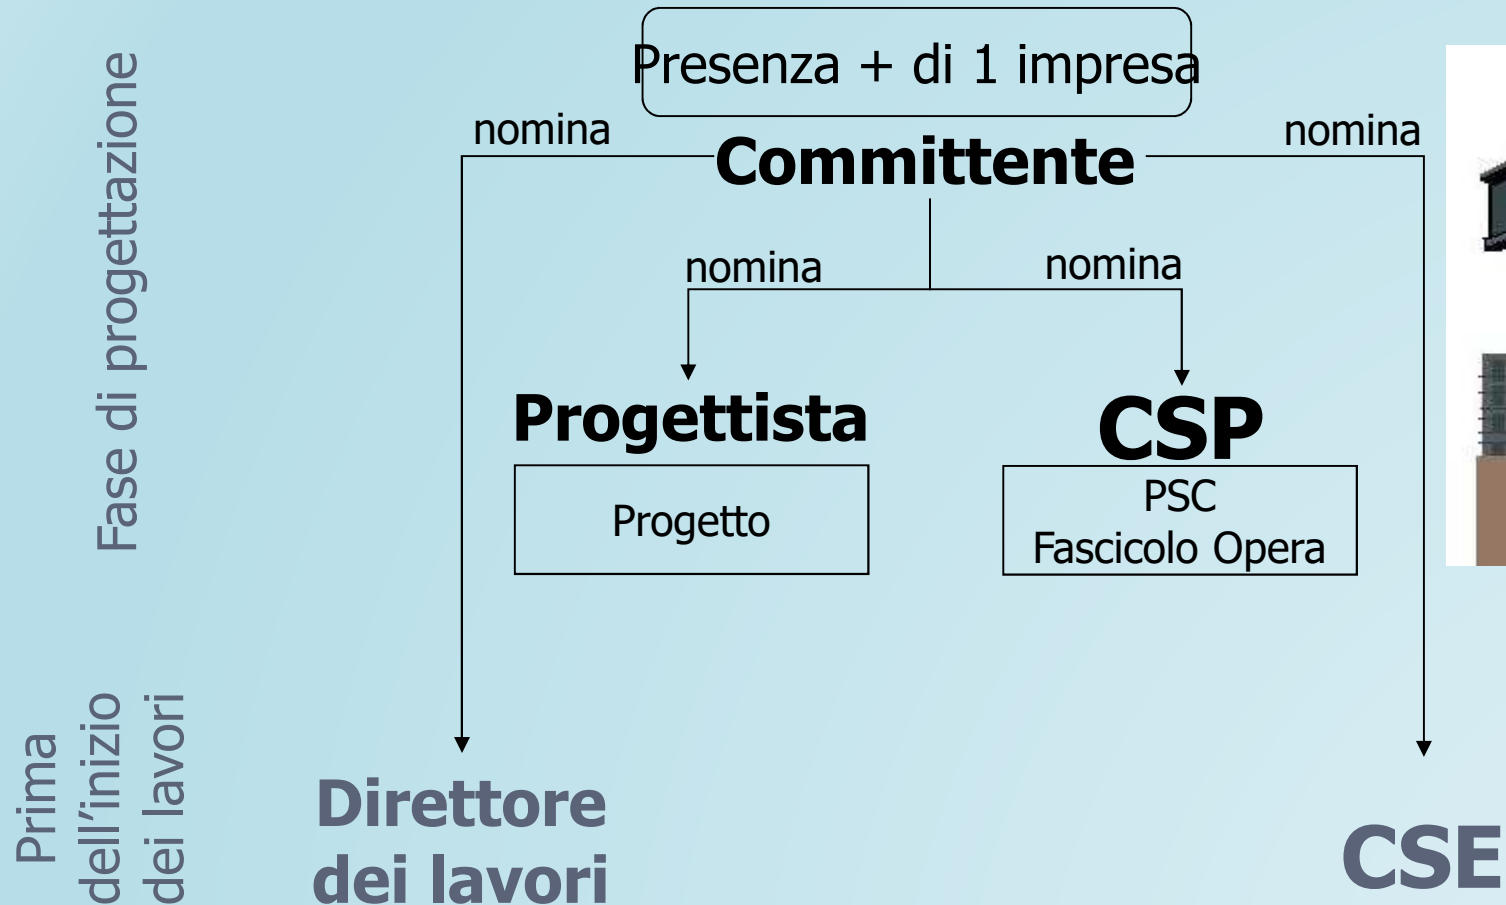 Presenza + di 1 impresa
nomina
nomina
Committente
nomina
nomina
Fase di progettazione
Progettista
CSP
Progetto
PSC
Fascicolo Opera
Prima
dell'inizio
dei lavori
Direttore
dei lavori
CSE